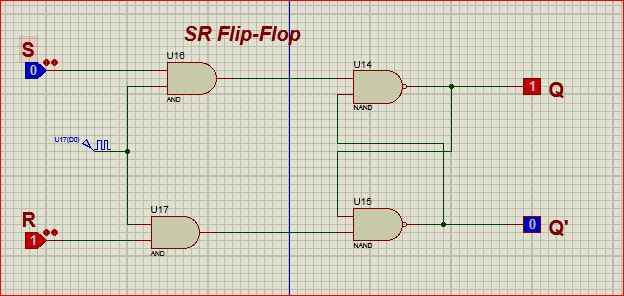 SR Flip-Flop
S
0
U16
AND
U14
NAND
1
Q
U17(D0)
R
1
U17
AND
U15
NAND
0
Q'